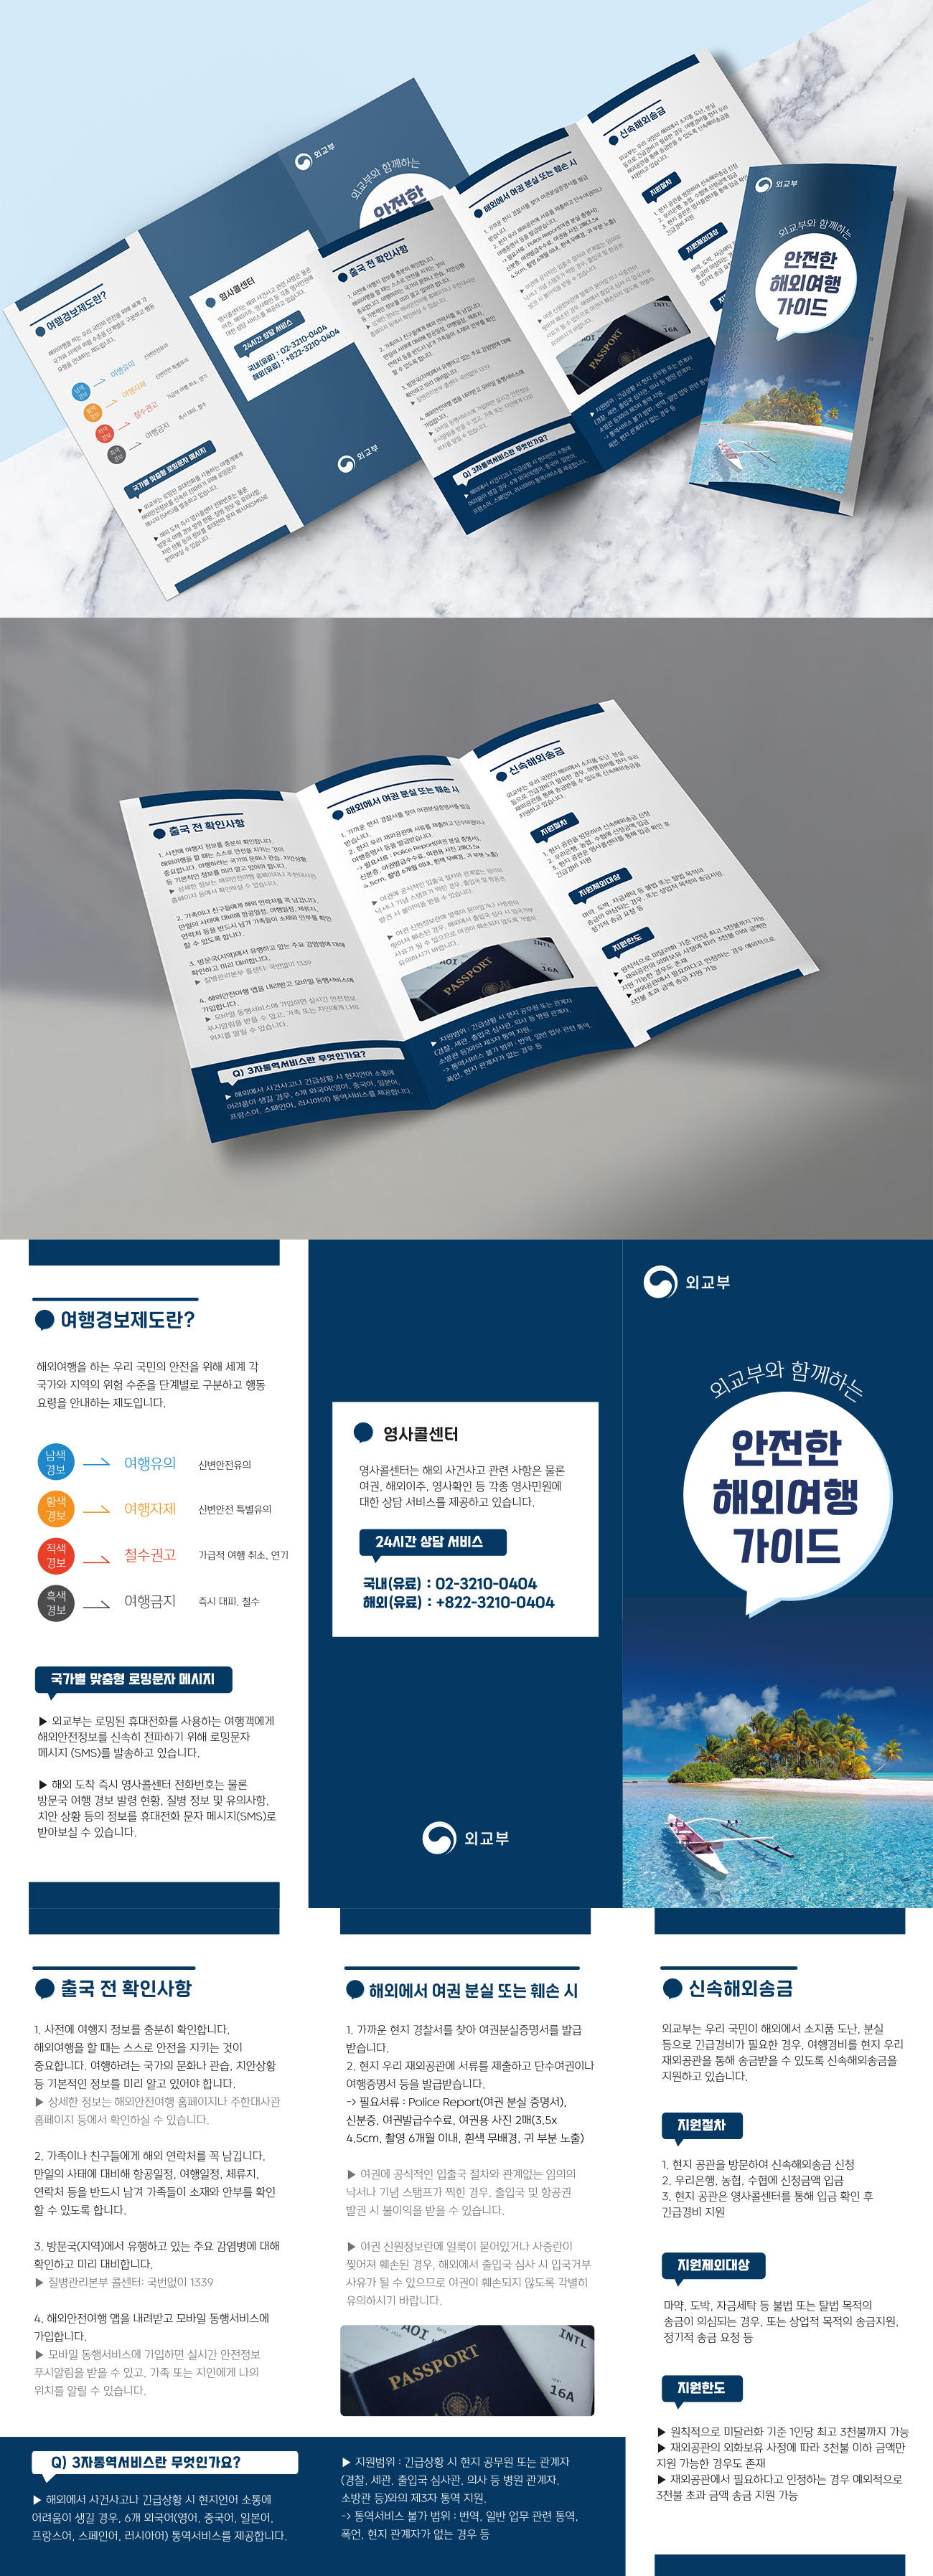 여행경보제도란?
해외여행을 하는 우리 국민의 안전을 위해 세계 각
국가와 지역의 위험 수준을 단계별로 구분하고 행동
요령을 안내하는 제도입니다.
남색
경보
여행유의
신변안전유의
황색
경보
여행자제
신변안전 특별유의
적색
경보
철수권고
가급적 여행 취소, 연기
흑색
경보
여행금지
즉시 대피, 철수
국가별 맞춤형 로밍문자 메시지
▶ 외교부는 로밍된 휴대전화를 사용하는 여행객에게
해외안전정보를 신속히 전파하기 위해 로밍문자
메시지 (SMS)를 발송하고 있습니다.
▶ 해외 도착 즉시 영사콜센터 전화번호는 물론
방문국 여행 경보 발령 현황, 질병 정보 및 유의사항,
치안 상황 등의 정보를 휴대전화 문자 메시지(SMS)로
받아보실 수 있습니다.
영사콜센터
영사콜센터는 해외 사건사고 관련 사항은 물론
여권, 해외이주, 영사확인 등 각종 영사민원에
대한 상담 서비스를 제공하고 있습니다.
24시간 상담 서비스
국내(유료) : 02-3210-0404
해외(유료) : +822-3210-0404
외교부
외교부
외교부와 함께하는
안전한
해외여행
가이드
출국 전 확인사항
1. 사전에 여행지 정보를 충분히 확인합니다.
해외여행을 할 때는 스스로 안전을 지키는 것이
중요합니다. 여행하려는 국가의 문화나 관습, 치안상황
등 기본적인 정보를 미리 알고 있어야 합니다.
▶ 상세한 정보는 해외안전여행 홈페이지나 주한대사관
홈페이지 등에서 확인하실 수 있습니다.
2. 가족이나 친구들에게 해외 연락처를 꼭 남깁니다.
만일의 사태에 대비해 항공일정, 여행일정, 체류지,
연락처 등을 반드시 남겨 가족들이 소재와 안부를 확인
할 수 있도록 합니다.
3. 방문국(지역)에서 유행하고 있는 주요 감염병에 대해
확인하고 미리 대비합니다.
▶ 질병관리본부 콜센터: 국번없이 1339
4. 해외안전여행 앱을 내려받고 모바일 동행서비스에
가입합니다.
▶ 모바일 동행서비스에 가입하면 실시간 안전정보
푸시알림을 받을 수 있고, 가족 또는 지인에게 나의
위치를 알릴 수 있습니다.
Q) 3자통역서비스란 무엇인가요?
▶ 해외에서 사건사고나 긴급상황 시 현지언어 소통에
어려움이 생길 경우, 6개 외국어(영어, 중국어, 일본어,
프랑스어, 스페인어, 러시아어) 통역서비스를 제공합니다.
해외에서 여권 분실 또는 훼손 시
1. 가까운 현지 경찰서를 찾아 여권분실증명서를 발급
받습니다.
2. 현지 우리 재외공관에 서류를 제출하고 단수여권이나
여행증명서 등을 발급받습니다.
-> 필요서류 : Police Report(여권 분실 증명서),
신분증, 여권발급수수료, 여권용 사진 2매(3.5x
4.5cm, 촬영 6개월 이내, 흰색 무배경, 귀 부분 노출)
▶ 여권에 공식적인 입출국 절차와 관계없는 임의의
낙서나 기념 스탬프가 찍힌 경우, 출입국 및 항공권
발권 시 불이익을 받을 수 있습니다.
▶ 여권 신원정보란에 얼룩이 묻어있거나 사증란이
찢어져 훼손된 경우, 해외에서 출입국 심사 시 입국거부
사유가 될 수 있으므로 여권이 훼손되지 않도록 각별히
유의하시기 바랍니다.
PASSPORT
AOI
INTL
16A
▶ 지원범위 : 긴급상황 시 현지 공무원 또는 관계자
(경찰, 세관, 출입국 심사관, 의사 등 병원 관계자,
소방관 등)와의 제3자 통역 지원.
-> 통역서비스 불가 범위 : 번역, 일반 업무 관련 통역,
폭언, 현지 관계자가 없는 경우 등
신속해외송금
외교부는 우리 국민이 해외에서 소지품 도난, 분실
등으로 긴급경비가 필요한 경우, 여행경비를 현지 우리
재외공관을 통해 송금받을 수 있도록 신속해외송금을
지원하고 있습니다.
지원절차
1. 현지 공관을 방문하여 신속해외송금 신청
2. 우리은행, 농협, 수협에 신청금액 입금
3. 현지 공관은 영사콜센터를 통해 입금 확인 후
긴급경비 지원
지원제외대상
마약, 도박, 자금세탁 등 불법 또는 탈법 목적의
송금이 의심되는 경우, 또는 상업적 목적의 송금지원,
정기적 송금 요청 등
지원한도
▶ 원칙적으로 미달러화 기준 1인당 최고 3천불까지 가능
▶ 재외공관의 외화보유 사정에 따라 3천불 이하 금액만
지원 가능한 경우도 존재
▶ 재외공관에서 필요하다고 인정하는 경우 예외적으로
3천불 초과 금액 송금 지원 가능